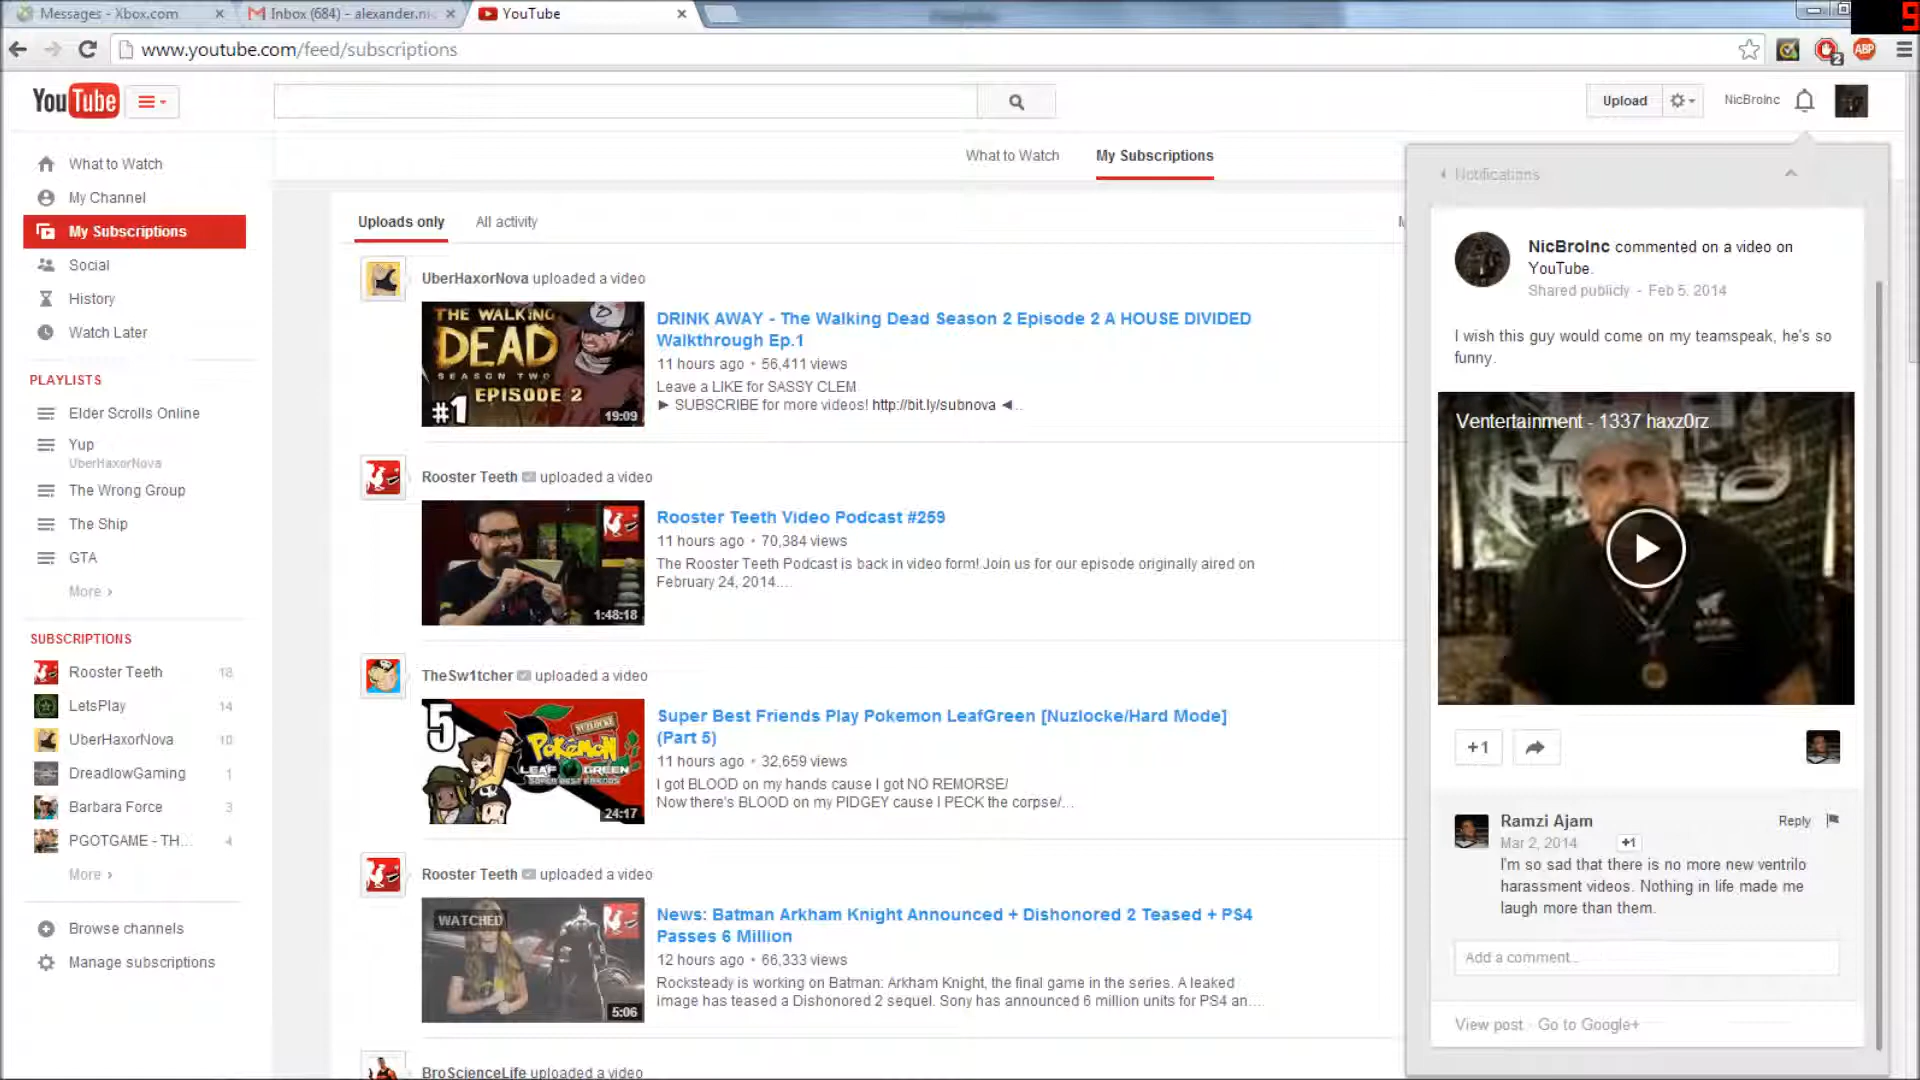 Messages - Xbox.com
Inbox (684) - alexander.nic
YouTube
9
www.youtube.com/feed/subscriptions
2
ABP
YouTube
Upload
NicBroInc
What to Watch
My Subscriptions
What to Watch
My Channel
My Subscriptions
Social
History
Watch Later
PLAYLISTS
Elder Scrolls Online
Yup
UberHaxorNova
The Wrong Group
The Ship
GTA
More ›
SUBSCRIPTIONS
Rooster Teeth 18
LetsPlay 14
UberHaxorNova 10
DreadlowGaming 1
Barbara Force 3
PGOTGAME - TH... 4
More ›
Browse channels
Manage subscriptions
Uploads only
All activity
UberHaxorNova uploaded a video
THE WALKING
DEAD
SEASON TWO
EPISODE 2
#1
19:09
DRINK AWAY - The Walking Dead Season 2 Episode 2 A HOUSE DIVIDED
Walkthrough Ep.1
11 hours ago • 56,411 views
Leave a LIKE for SASSY CLEM
► SUBSCRIBE for more videos! http://bit.ly/subnova ◄...
Rooster Teeth uploaded a video
1:48:18
Rooster Teeth Video Podcast #259
11 hours ago • 70,384 views
The Rooster Teeth Podcast is back in video form! Join us for our episode originally aired on
February 24, 2014....
TheSw1tcher uploaded a video
5
NUZLOCKE
POKéMON
LEAF GREEN
SUPER BEST FRIENDS
24:17
Super Best Friends Play Pokemon LeafGreen [Nuzlocke/Hard Mode]
(Part 5)
11 hours ago • 32,659 views
I got BLOOD on my hands cause I got NO REMORSE/
Now there's BLOOD on my PIDGEY cause I PECK the corpse/...
Rooster Teeth uploaded a video
WATCHED
5:06
News: Batman Arkham Knight Announced + Dishonored 2 Teased + PS4
Passes 6 Million
12 hours ago • 66,333 views
Rocksteady is working on Batman: Arkham Knight, the final game in the series. A leaked
image has teased a Dishonored 2 sequel. Sony has announced 6 million units for PS4 an....
BroScienceLife uploaded a video
Notifications
NicBroInc commented on a video on
YouTube.
Shared publicly - Feb 5, 2014
I wish this guy would come on my teamspeak, he's so
funny.
Ventertainment - 1337 haxz0rz
+1
Ramzi Ajam
Reply
Mar 2, 2014
+1
I'm so sad that there is no more new ventrilo
harassment videos. Nothing in life made me
laugh more than them.
Add a comment...
View post · Go to Google+